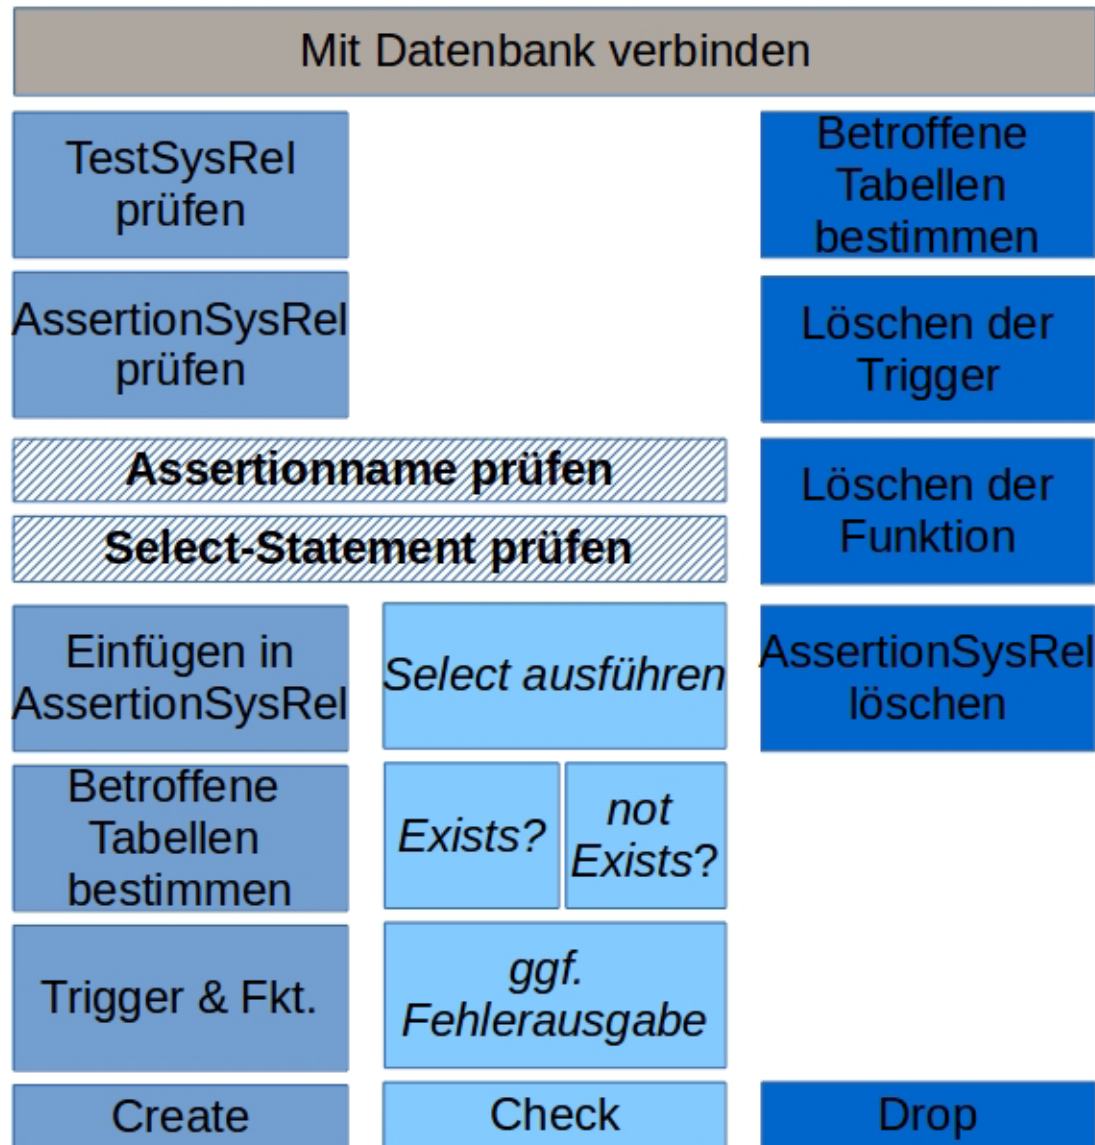 Mit Datenbank verbinden
TestSysRel
prüfen
Betroffene
Tabellen
bestimmen
AssertionSysRel
prüfen
Löschen der
Trigger
Assertionname prüfen
Select-Statement prüfen
Löschen der
Funktion
Einfügen in
AssertionSysRel
Select ausführen
AssertionSysRel
löschen
Betroffene
Tabellen
bestimmen
Exists?
not
Exists?
Trigger & Fkt.
ggf.
Fehlerausgabe
Create
Check
Drop